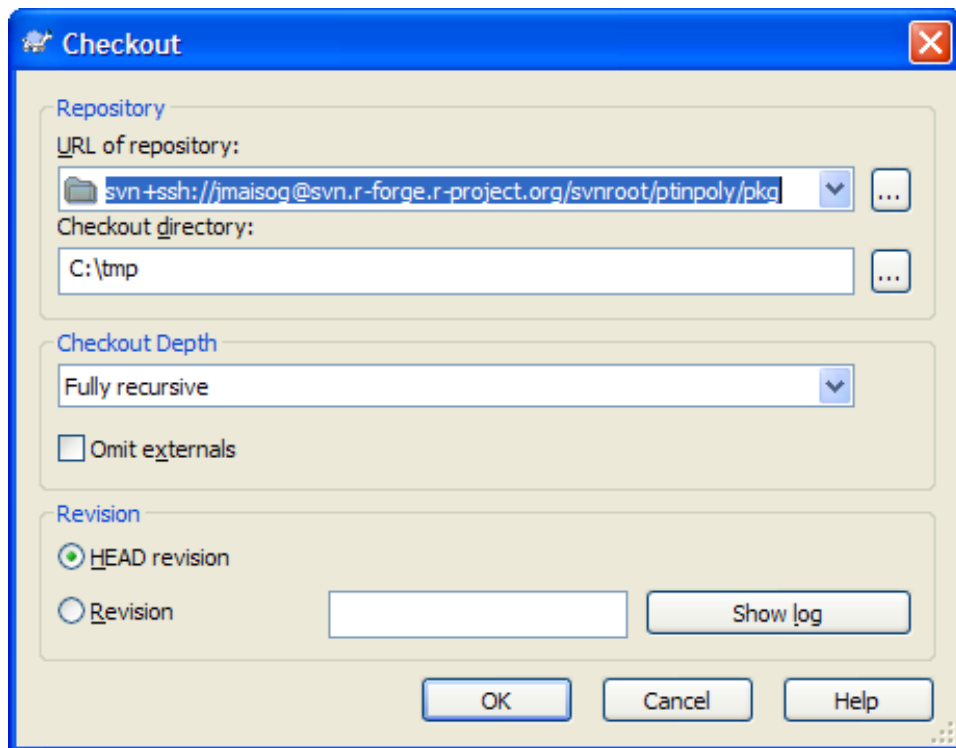 Checkout
Repository
URL of repository:
svn+ssh://jmaisog@svn.r-forge.r-project.org/svnroot/ptinpoly/pkg
...
Checkout directory:
C:\tmp
...
Checkout Depth
Fully recursive
Omit externals
Revision
HEAD revision
Revision
Show log
OK Cancel Help